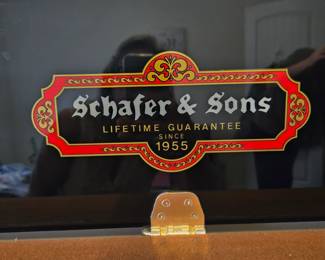 Schafer & Sons
LIFETIME GUARANTEE
SINCE
1955